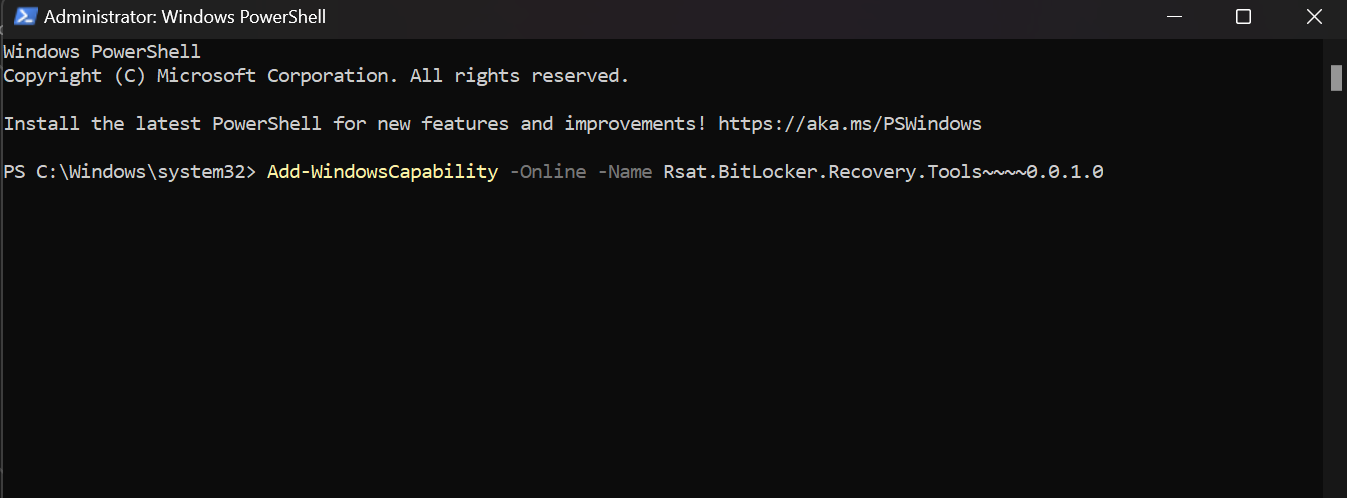 Administrator: Windows PowerShell
Windows PowerShell
Copyright (C) Microsoft Corporation. All rights reserved.
Install the latest PowerShell for new features and improvements! https://aka.ms/PSWindows
PS C:\Windows\system32> Add-WindowsCapability -Online -Name Rsat.BitLocker.Recovery.Tools~~~~0.0.1.0